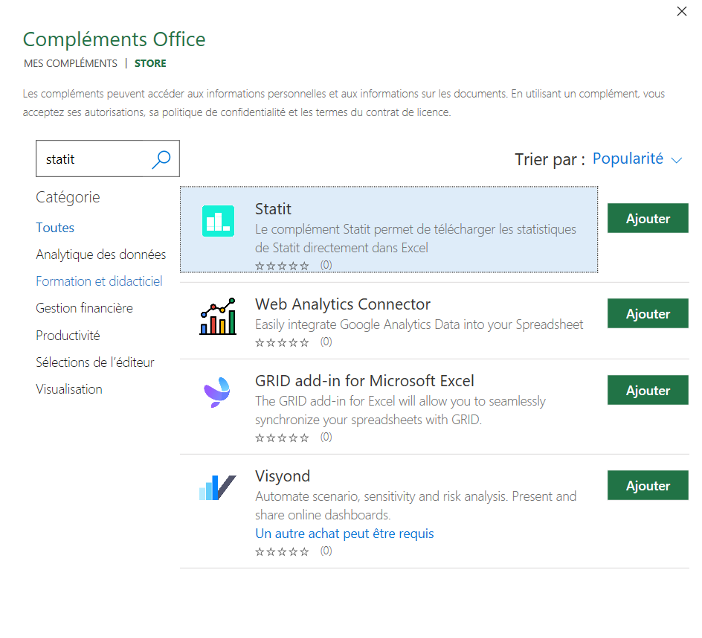 Compléments Office
MES COMPLÉMENTS | STORE
Les compléments peuvent accéder aux informations personnelles et aux informations sur les documents. En utilisant un complément, vous
acceptez ses autorisations, sa politique de confidentialité et les termes du contrat de licence.
statit
Trier par : Popularité
Catégorie
Toutes
Analytique des données
Formation et didacticiel
Gestion financière
Productivité
Sélections de l'éditeur
Visualisation
Statit
Le complément Statit permet de télécharger les statistiques
de Statit directement dans Excel
(0)
Ajouter
Web Analytics Connector
Easily integrate Google Analytics Data into your Spreadsheet
(0)
Ajouter
GRID add-in for Microsoft Excel
The GRID add-in for Excel will allow you to seamlessly
synchronize your spreadsheets with GRID.
(0)
Ajouter
Visyond
Automate scenario, sensitivity and risk analysis. Present and
share online dashboards.
Un autre achat peut être requis
(0)
Ajouter